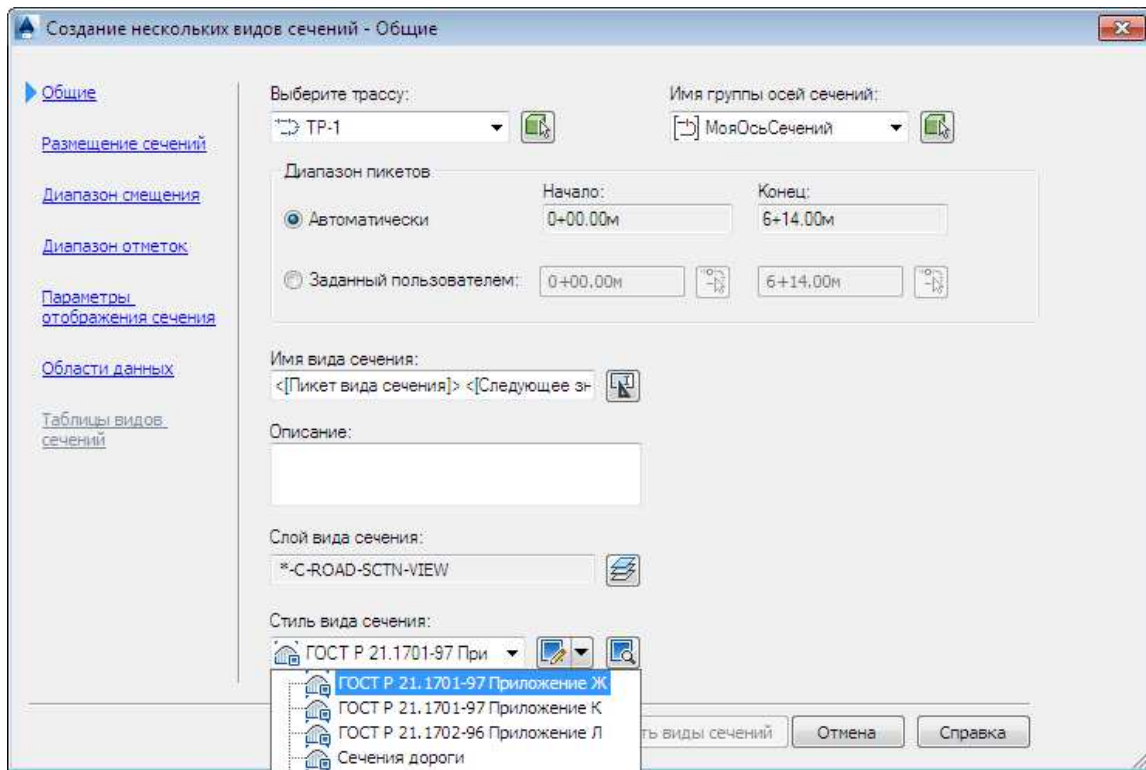 Создание нескольких видов сечений - Общие
Общие
Размещение сечений
Диапазон смещения
Диапазон отметок
Параметры
отображения сечения
Области данных
Таблицы видов
сечений
Выберите трассу:
ТР-1
Имя группы осей сечений:
МояОсьСечений
Диапазон пикетов
Начало:
Конец:
Автоматически
0+00.00м
6+14.00м
Заданный пользователем:
0+00.00м
6+14.00м
Имя вида сечения:
<[Пикет вида сечения]> <[Следующее зн
Описание:
Слой вида сечения:
*-C-ROAD-SCTN-VIEW
Стиль вида сечения:
ГОСТ Р 21.1701-97 При
ГОСТ Р 21.1701-97 Приложение Ж
ГОСТ Р 21.1701-97 Приложение К
ГОСТ Р 21.1702-96 Приложение Л
Сечения дороги
ть виды сечений
Отмена
Справка